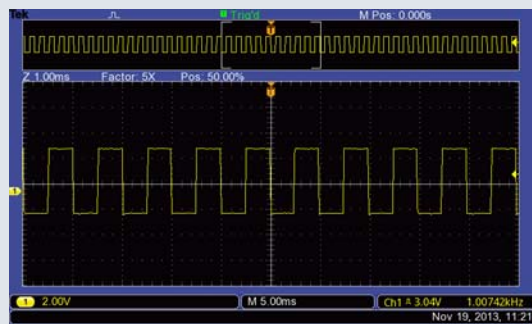 Tek Trig'd M Pos: 0.000s
Z 1.00ms Factor: 5X Pos: 50.00%
1 2.00V M 5.00ms Ch1 3.04V 1.00742kHz
Nov 19, 2013, 11:21